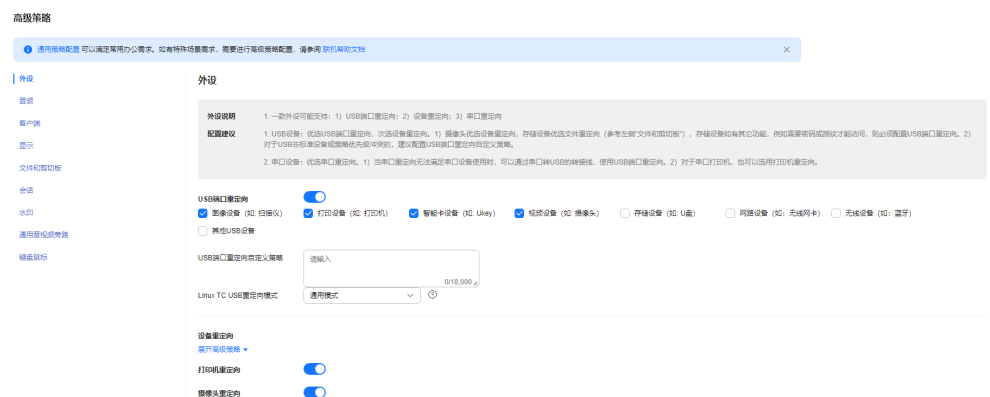 高级策略
通用策略配置 可以满足常用办公需求。如有特殊场景需求，需要进行高级策略配置，请参阅 联机帮助文档
外设
音频
客户端
显示
文件和剪切板
会话
水印
通用音视频旁路
键盘鼠标
外设
外设说明 1. 一款外设可能支持：1）USB端口重定向；2）设备重定向；3）串口重定向
配置建议 1. USB设备：优选USB端口重定向，次选设备重定向。1）摄像头优选设备重定向，存储设备优选文件重定向（参考左侧“文件和剪切板”），存储设备如有其它功能，例如需要密码或指纹才能访问，则必须配置USB端口重定向。2）
对于USB非标准设备或策略优先级冲突的，建议配置USB端口重定向自定义策略。
2. 串口设备：优选串口重定向。1）当串口重定向无法满足串口设备使用时，可以通过串口转USB的转接线，使用USB端口重定向。2）对于串口打印机，也可以选用打印机重定向。
USB端口重定向
图像设备（如: 扫描仪） 打印设备（如: 打印机） 智能卡设备（如: Ukey） 视频设备（如: 摄像头） 存储设备（如: U盘） 网路设备（如: 无线网卡） 无线设备（如：蓝牙）
其他USB设备
USB端口重定向自定义策略 请输入
0/18,000
Linux TC USB重定向模式 通用模式
设备重定向
展开高级策略
打印机重定向
摄像头重定向